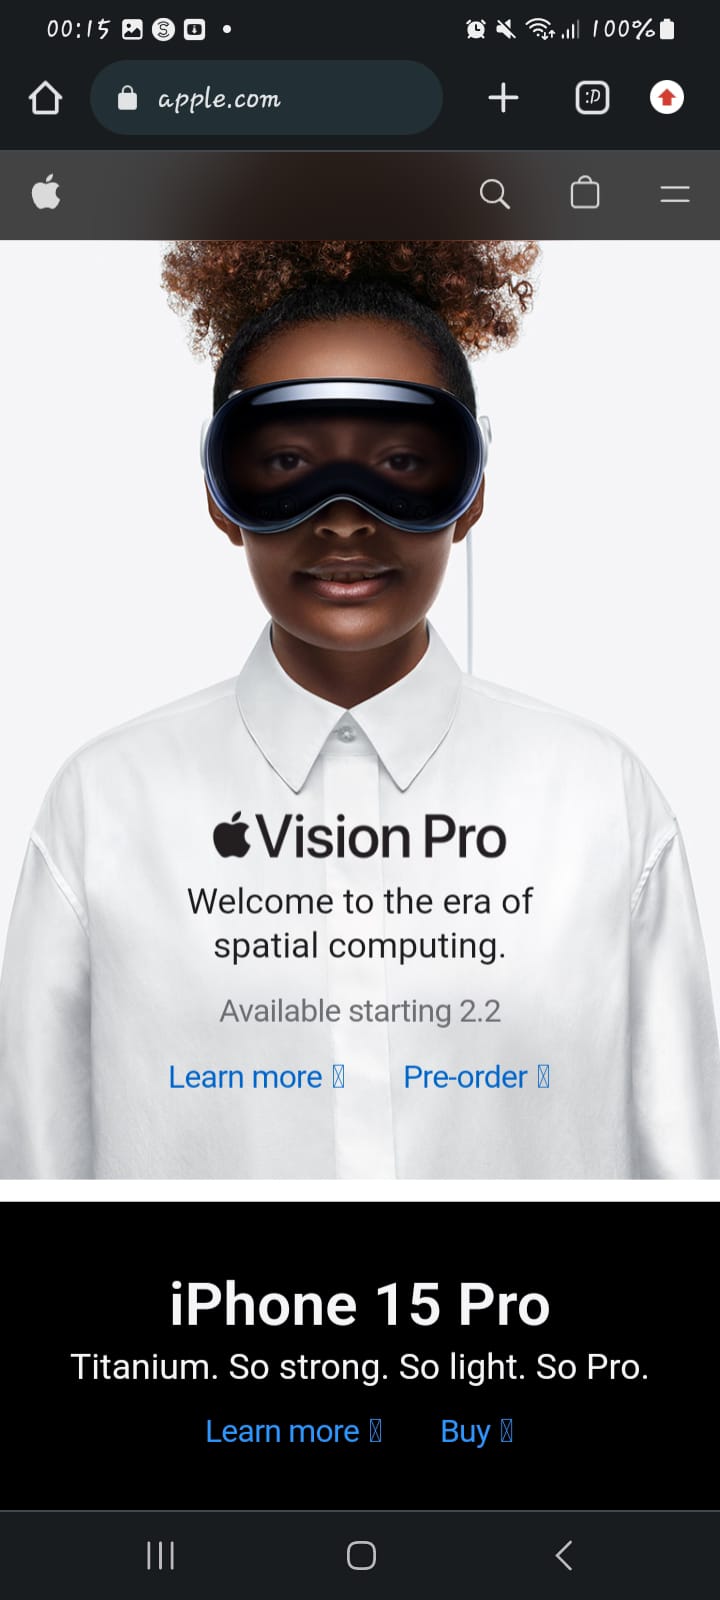 00:15 100%
apple.com :D
Vision Pro
Welcome to the era of
spatial computing.
Available starting 2.2
Learn more Pre-order
iPhone 15 Pro
Titanium. So strong. So light. So Pro.
Learn more Buy